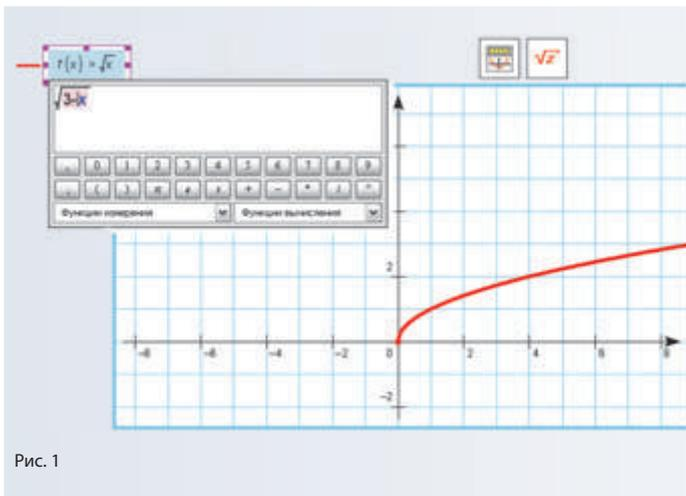 f(x) = √x
√x
√3-x
. 0 1 2 3 4 5 6 7 8 9
, ( ) π e + - * / ^
Функции измерения Функции вычисления
2
-8 -6 -4 -2 0 2 4 6 8
-2
Рис. 1